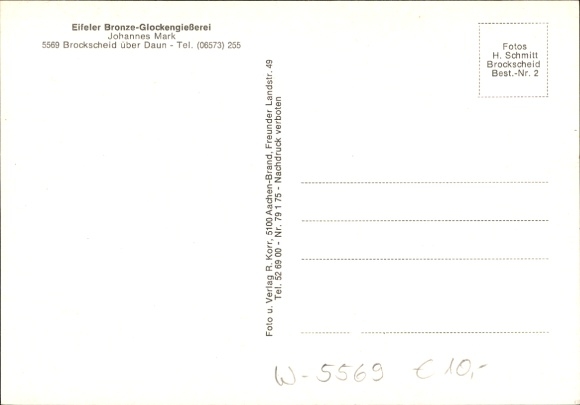 Eifeler Bronze-Glockengießerei
Johannes Mark
5569 Brockscheid über Daun - Tel. (06573) 255
Foto u. Verlag R. Korr, 5100 Aachen-Brand, Freunder Landstr. 49
Tel. 52 69 00 - Nr. 79 1 75 - Nachdruck verboten
Fotos
H. Schmitt
Brockscheid
Best.-Nr. 2
W-5569 €10,-